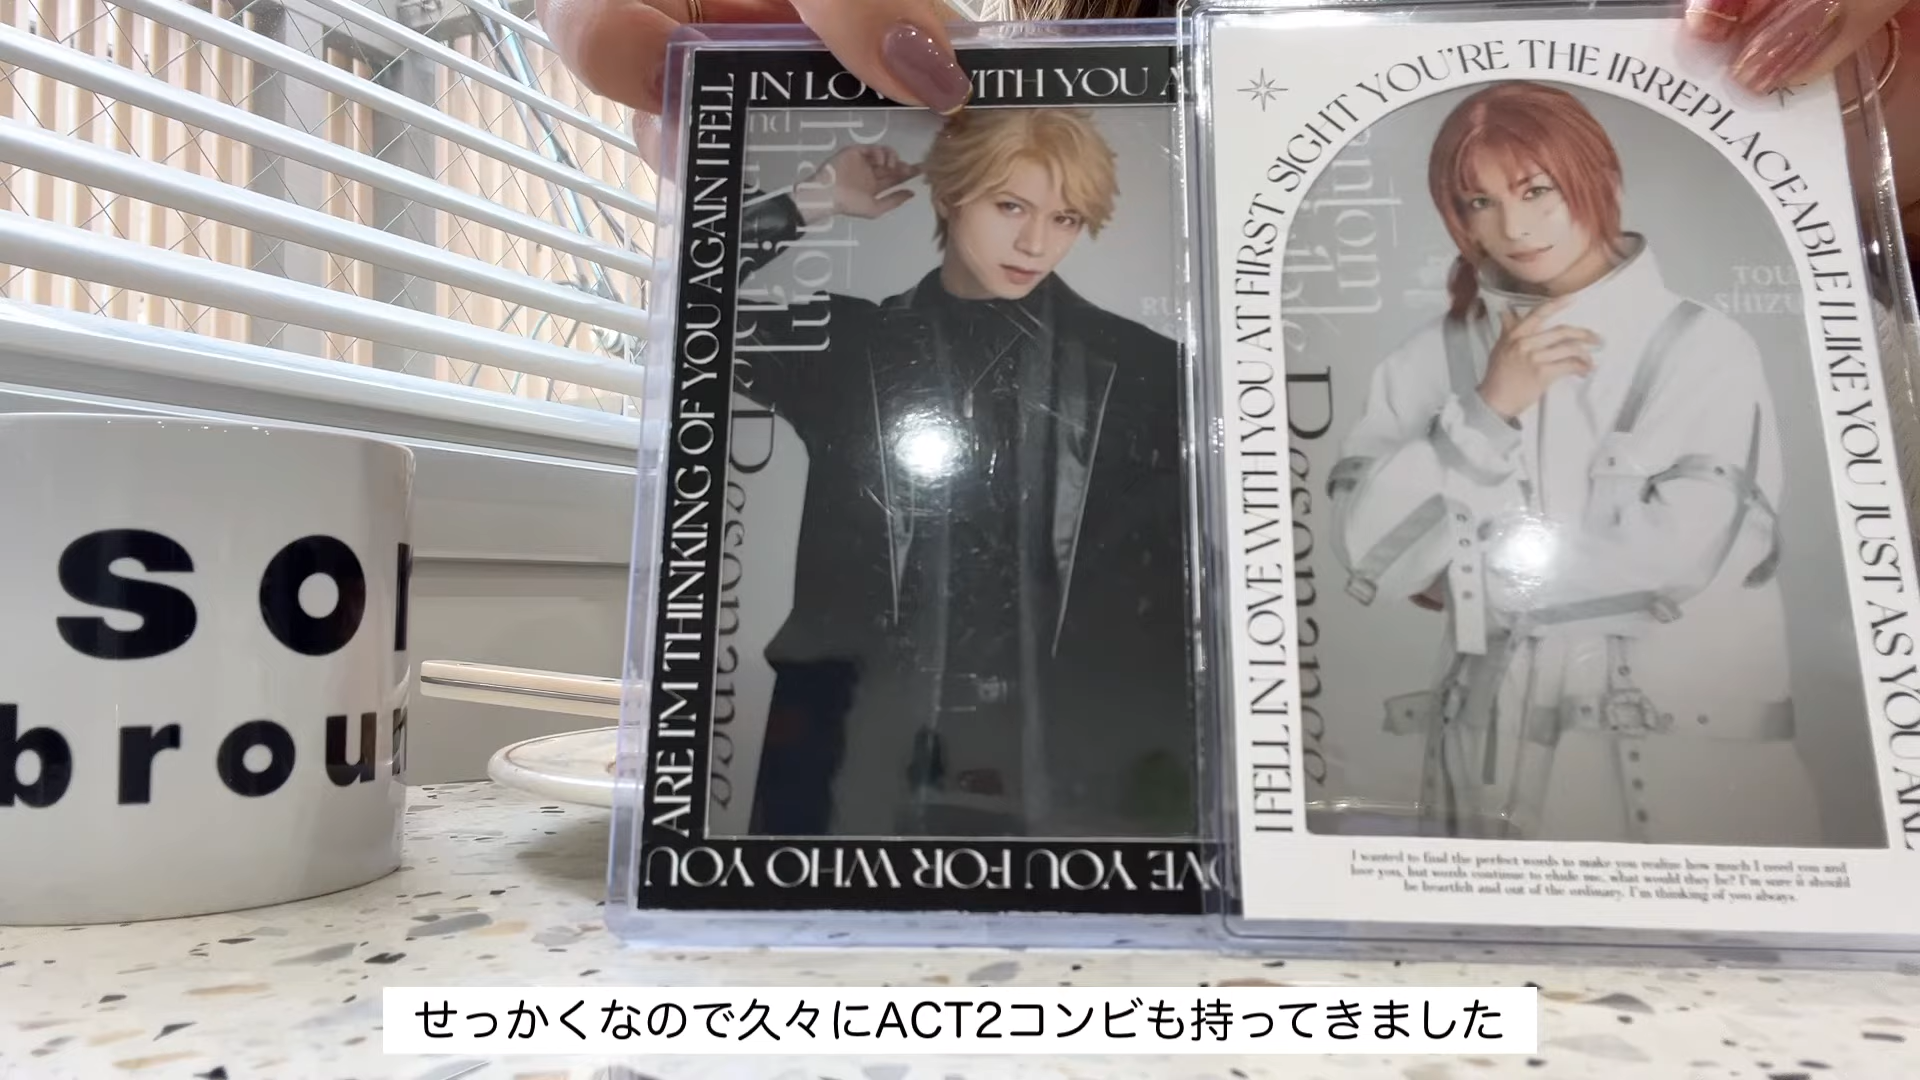 IN LO WITH YOU A
ARE I'M THINKING OF YOU AGAIN I FELL
VE YOU FOR WHO YOU
nd
Phantom
Invisible
Resonance
RU
I FELL IN LOVE WITH YOU AT FIRST SIGHT YOU'RE THE IRREPLACEABLE I LIKE YOU JUST AS YOU ARE
Resonance
TOU
SHIZU
I wanted to find the perfect words to make you realize how much I need you and
love you, but words continue to elude me, what would they be? I'm sure it should
be heartfelt and out of the ordinary. I'm thinking of you always.
so
brou
せっかくなので久々にACT2コンビも持ってきました